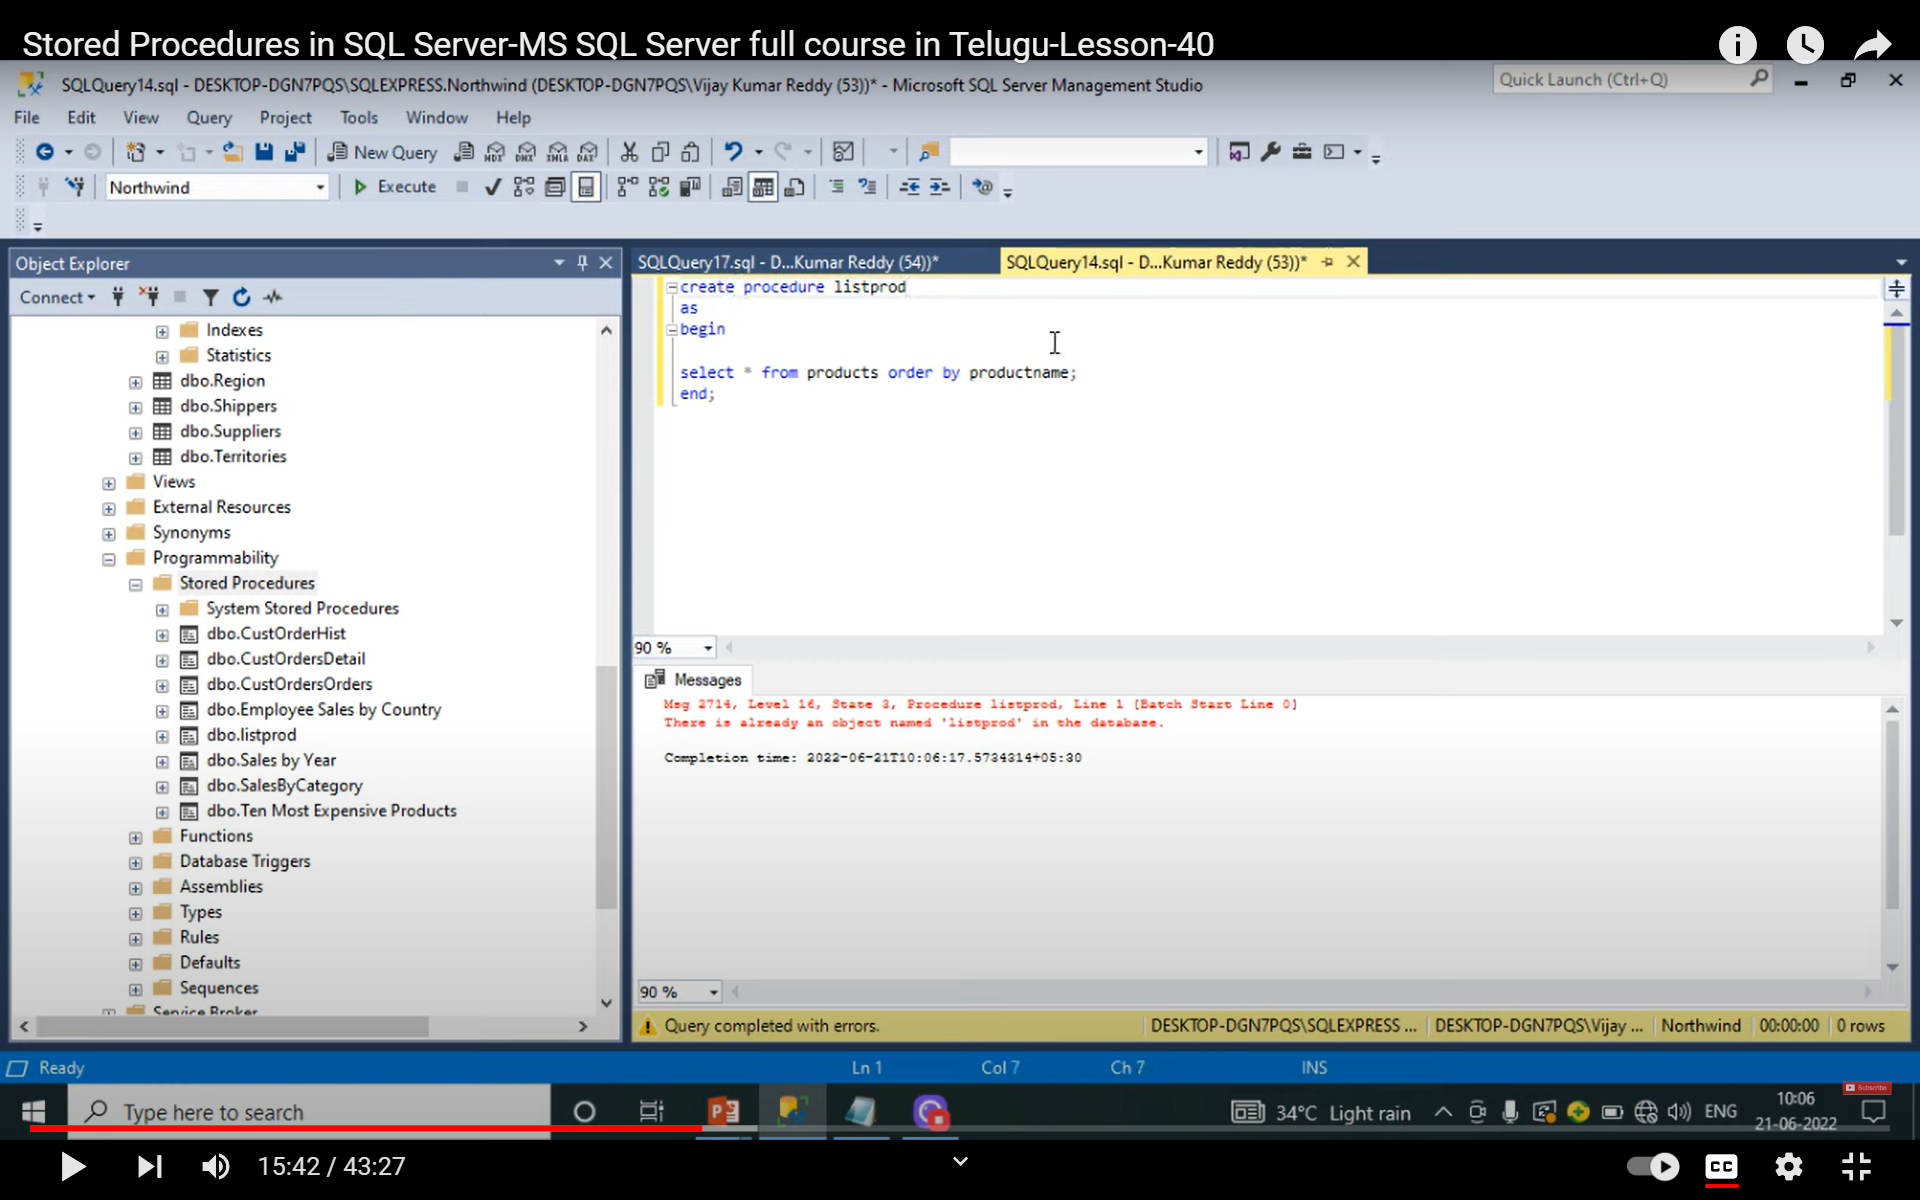 Stored Procedures in SQL Server-MS SQL Server full course in Telugu-Lesson-40
SQLQuery14.sql - DESKTOP-DGN7PQS\SQLEXPRESS.Northwind (DESKTOP-DGN7PQS\Vijay Kumar Reddy (53))* - Microsoft SQL Server Management Studio
Quick Launch (Ctrl+Q)
File Edit View Query Project Tools Window Help
New Query
MDX DMX XMLA DAX
Northwind
Execute
Object Explorer
Connect
Indexes
Statistics
dbo.Region
dbo.Shippers
dbo.Suppliers
dbo.Territories
Views
External Resources
Synonyms
Programmability
Stored Procedures
System Stored Procedures
dbo.CustOrderHist
dbo.CustOrdersDetail
dbo.CustOrdersOrders
dbo.Employee Sales by Country
dbo.listprod
dbo.Sales by Year
dbo.SalesByCategory
dbo.Ten Most Expensive Products
Functions
Database Triggers
Assemblies
Types
Rules
Defaults
Sequences
Service Broker
SQLQuery17.sql - D...Kumar Reddy (54))*
SQLQuery14.sql - D...Kumar Reddy (53))*
create procedure listprod
as
begin
select * from products order by productname;
end;
90 %
Messages
Msg 2714, Level 16, State 3, Procedure listprod, Line 1 [Batch Start Line 0]
There is already an object named 'listprod' in the database.
Completion time: 2022-06-21T10:06:17.5734314+05:30
90 %
Query completed with errors.
DESKTOP-DGN7PQS\SQLEXPRESS ...
DESKTOP-DGN7PQS\Vijay ...
Northwind
00:00:00
0 rows
Ready
Ln 1
Col 7
Ch 7
INS
Type here to search
34°C Light rain
ENG
10:06
21-06-2022
Subscribe
15:42 / 43:27
CC